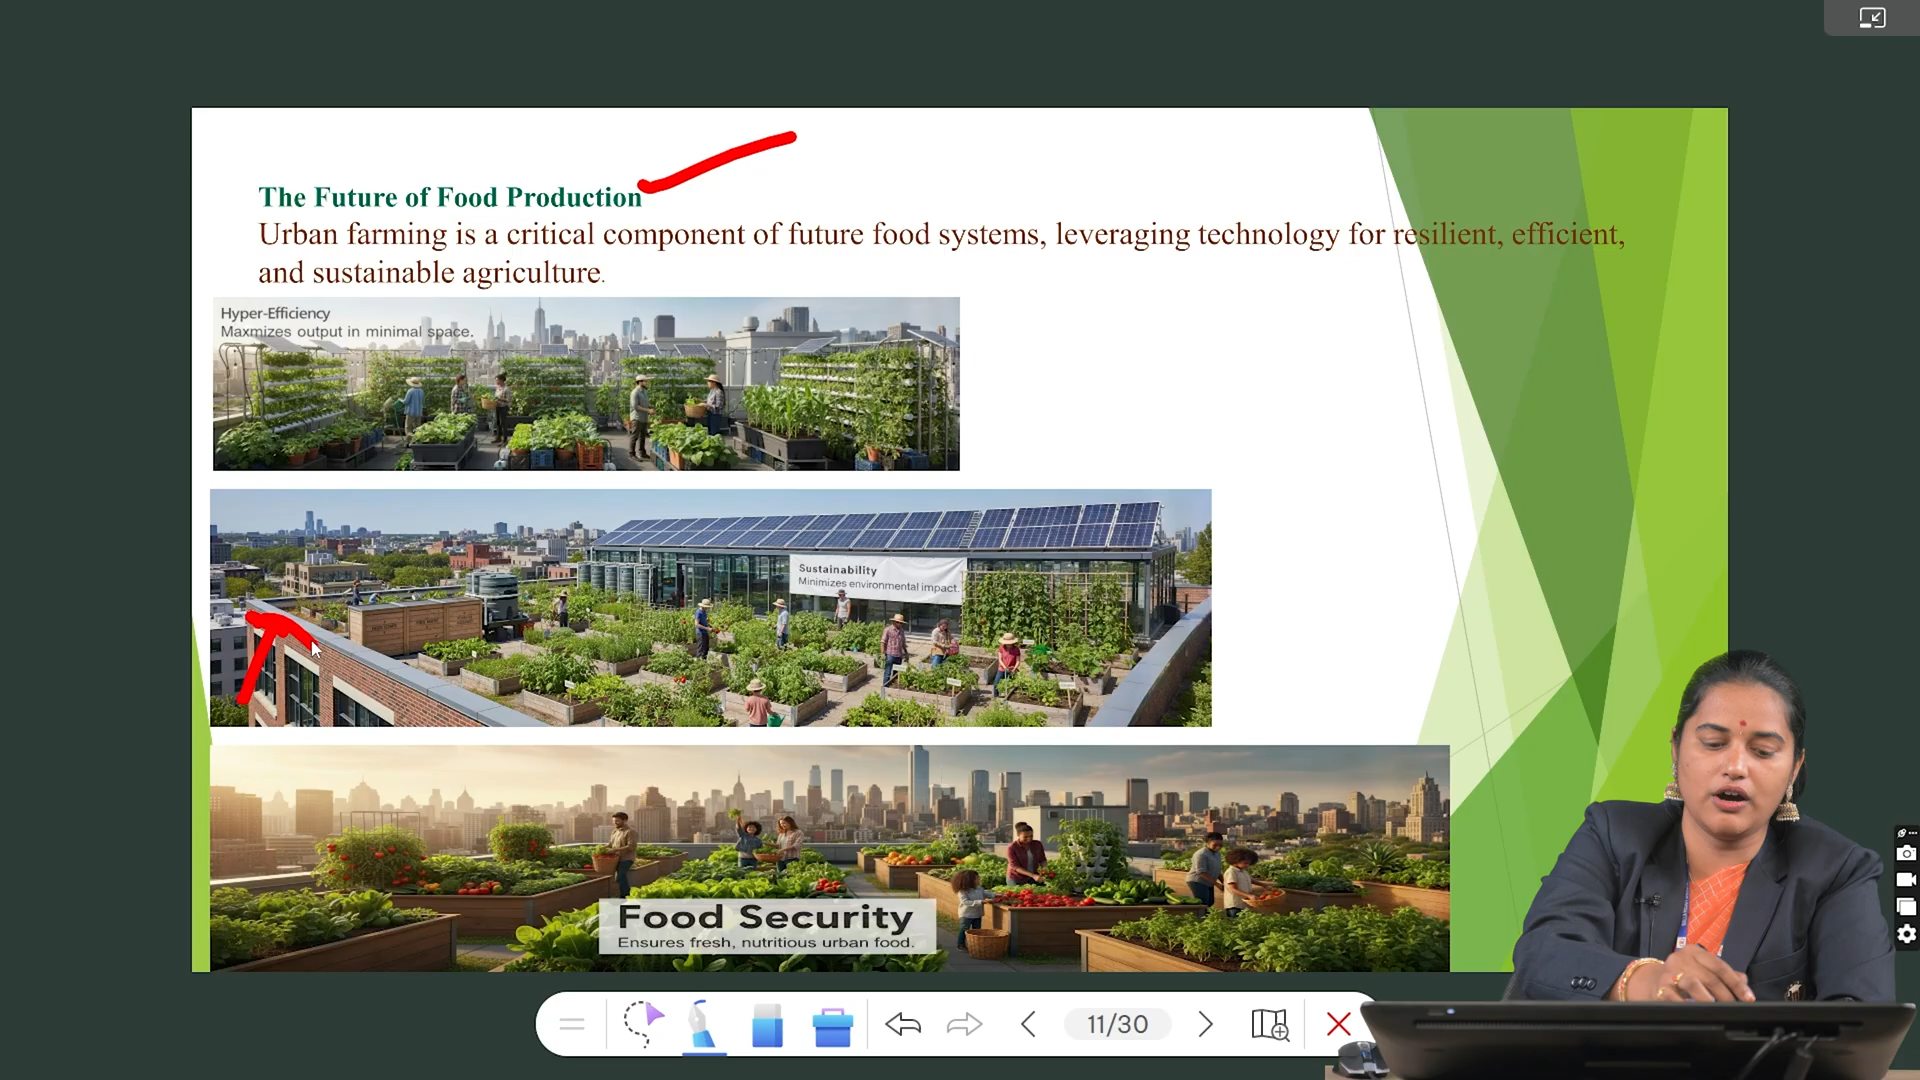 The Future of Food Production
Urban farming is a critical component of future food systems, leveraging technology for resilient, efficient,
and sustainable agriculture.
Hyper-Efficiency
Maxmizes output in minimal space.
Sustainability
Minimizes environmental impact.
Food Security
Ensures fresh, nutritious urban food.
11/30